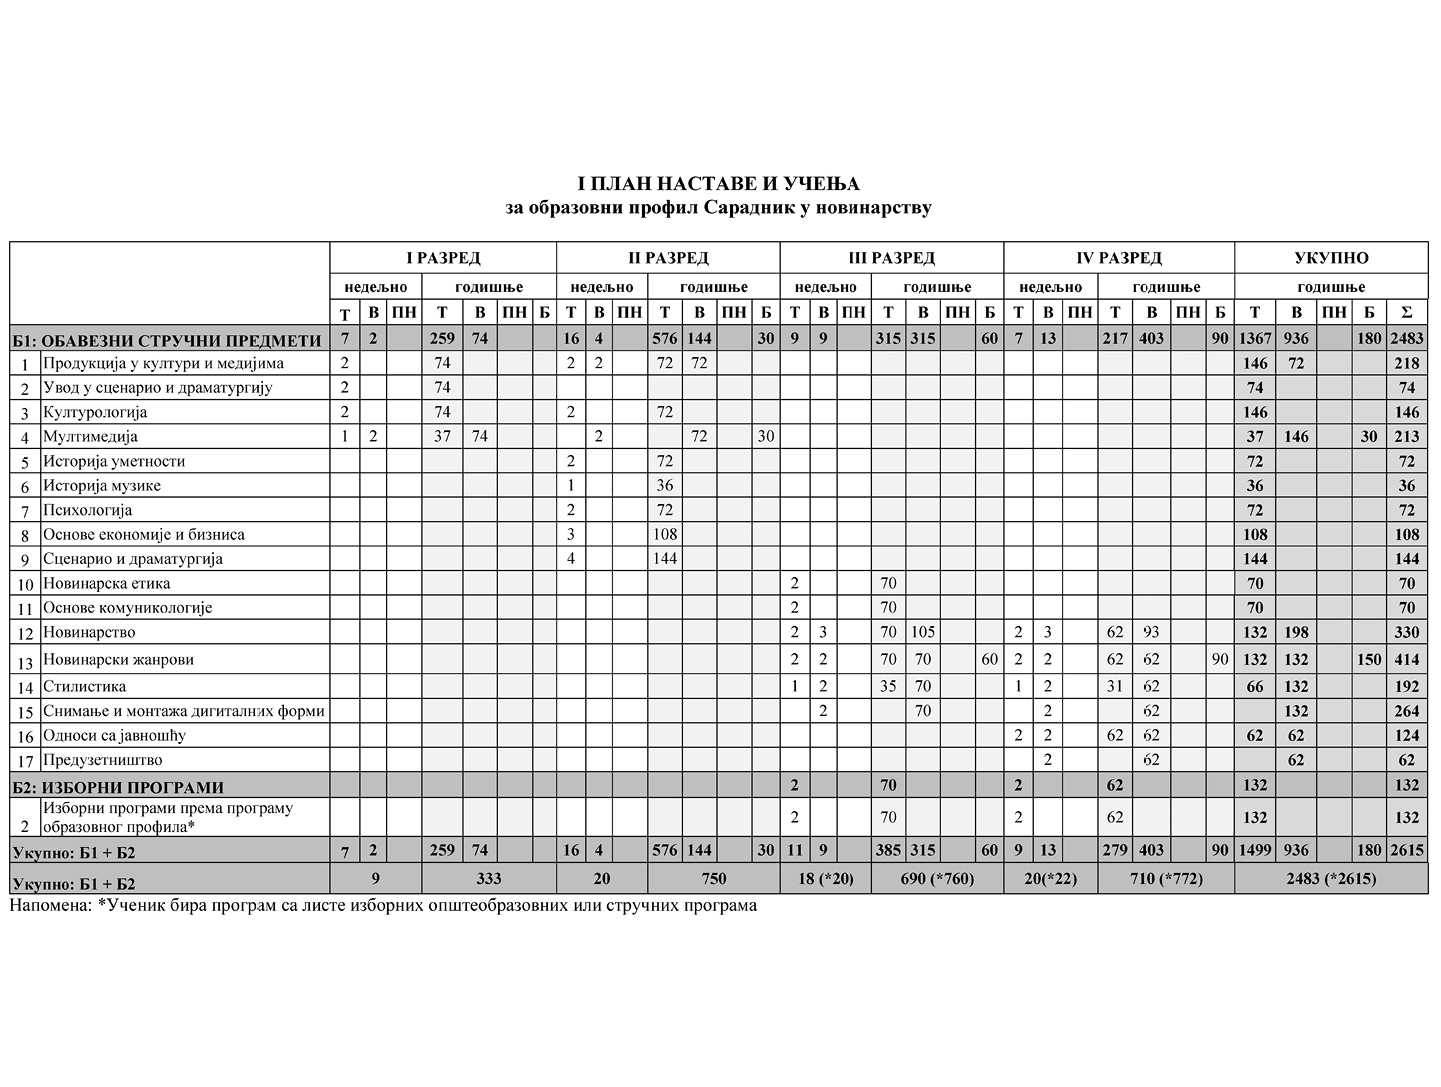 I ПЛАН НАСТАВЕ И УЧЕЊА
за образовни профил Сарадник у новинарству
I РАЗРЕД II РАЗРЕД III РАЗРЕД IV РАЗРЕД УКУПНО
недељно годишње недељно годишње недељно годишње недељно годишње годишње
Т В ПН Т В ПН Б Т В ПН Т В ПН Б Т В ПН Т В ПН Б Т В ПН Т В ПН Б Т В ПН Б Σ
Б1: ОБАВЕЗНИ СТРУЧНИ ПРЕДМЕТИ 7 2 259 74 16 4 576 144 30 9 9 315 315 60 7 13 217 403 90 1367 936 180 2483
1 Продукција у култури и медијима 2 74 2 2 72 72 146 72 218
2 Увод у сценарио и драматургију 2 74 74 74
3 Културологија 2 74 2 72 146 146
4 Мултимедија 1 2 37 74 2 72 30 37 146 30 213
5 Историја уметности 2 72 72 72
6 Историја музике 1 36 36 36
7 Психологија 2 72 72 72
8 Основе економије и бизниса 3 108 108 108
9 Сценарио и драматургија 4 144 144 144
10 Новинарска етика 2 70 70 70
11 Основе комуникологије 2 70 70 70
12 Новинарство 2 3 70 105 2 3 62 93 132 198 330
13 Новинарски жанрови 2 2 70 70 60 2 2 62 62 90 132 132 150 414
14 Стилистика 1 2 35 70 1 2 31 62 66 132 192
15 Снимање и монтажа дигиталних форми 2 70 2 62 132 264
16 Односи са јавношћу 2 2 62 62 62 62 124
17 Предузетништво 2 62 62 62
Б2: ИЗБОРНИ ПРОГРАМИ 2 70 2 62 132 132
2 Изборни програми према програму
образовног профила* 2 70 2 62 132 132
Укупно: Б1 + Б2 7 2 259 74 16 4 576 144 30 11 9 385 315 60 9 13 279 403 90 1499 936 180 2615
Укупно: Б1 + Б2 9 333 20 750 18 (*20) 690 (*760) 20(*22) 710 (*772) 2483 (*2615)
Напомена: *Ученик бира програм са листе изборних општеобразовних или стручних програма